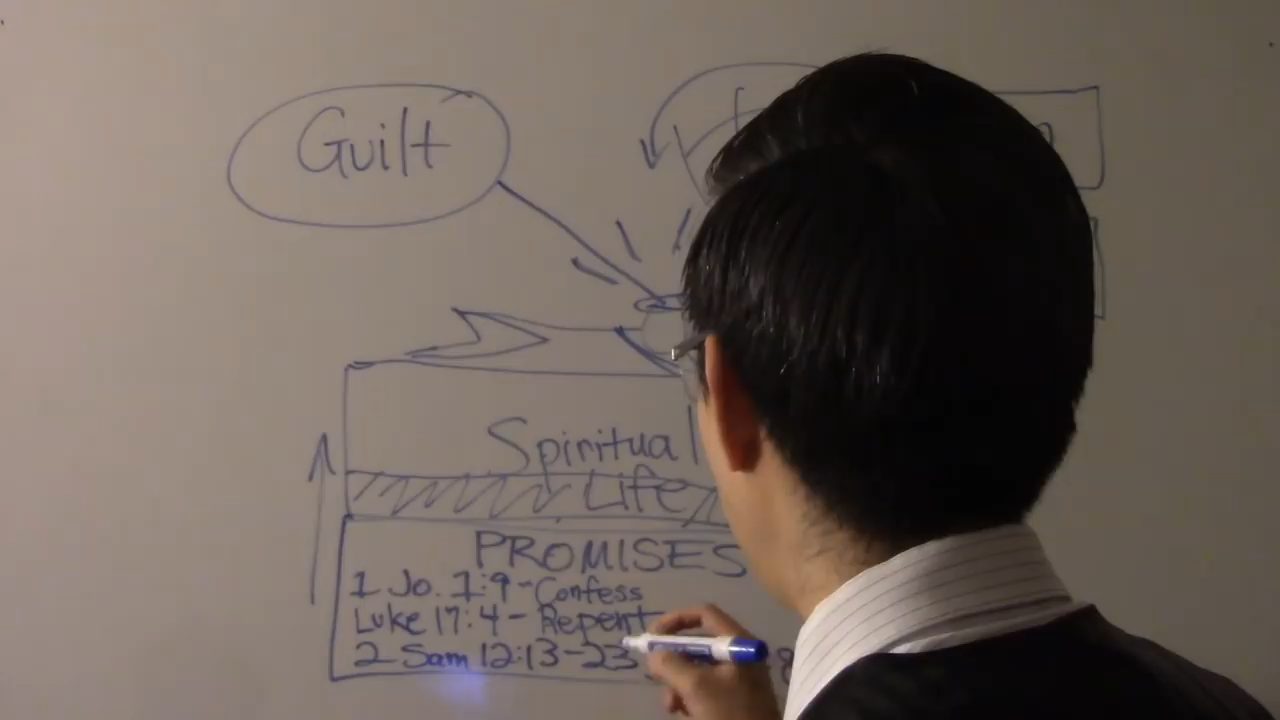 Guilt
Spiritual
Life
PROMISES
1 Jo. 1:9-Confess
Luke 17:4-Repent
2 Sam 12:13-23